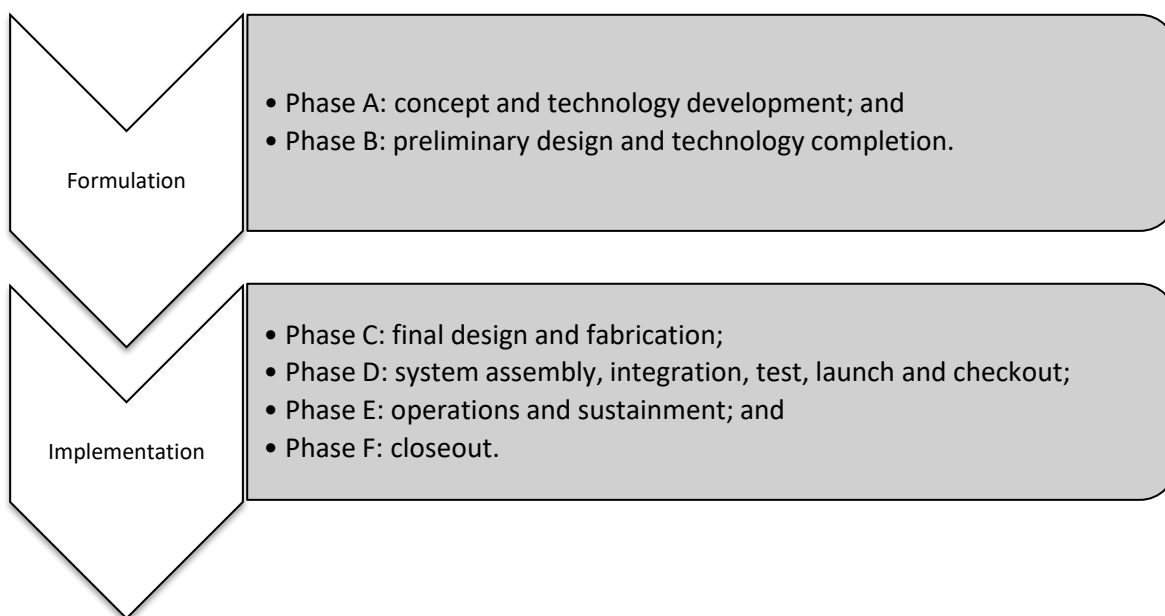 Formulation
• Phase A: concept and technology development; and
• Phase B: preliminary design and technology completion.
Implementation
• Phase C: final design and fabrication;
• Phase D: system assembly, integration, test, launch and checkout;
• Phase E: operations and sustainment; and
• Phase F: closeout.